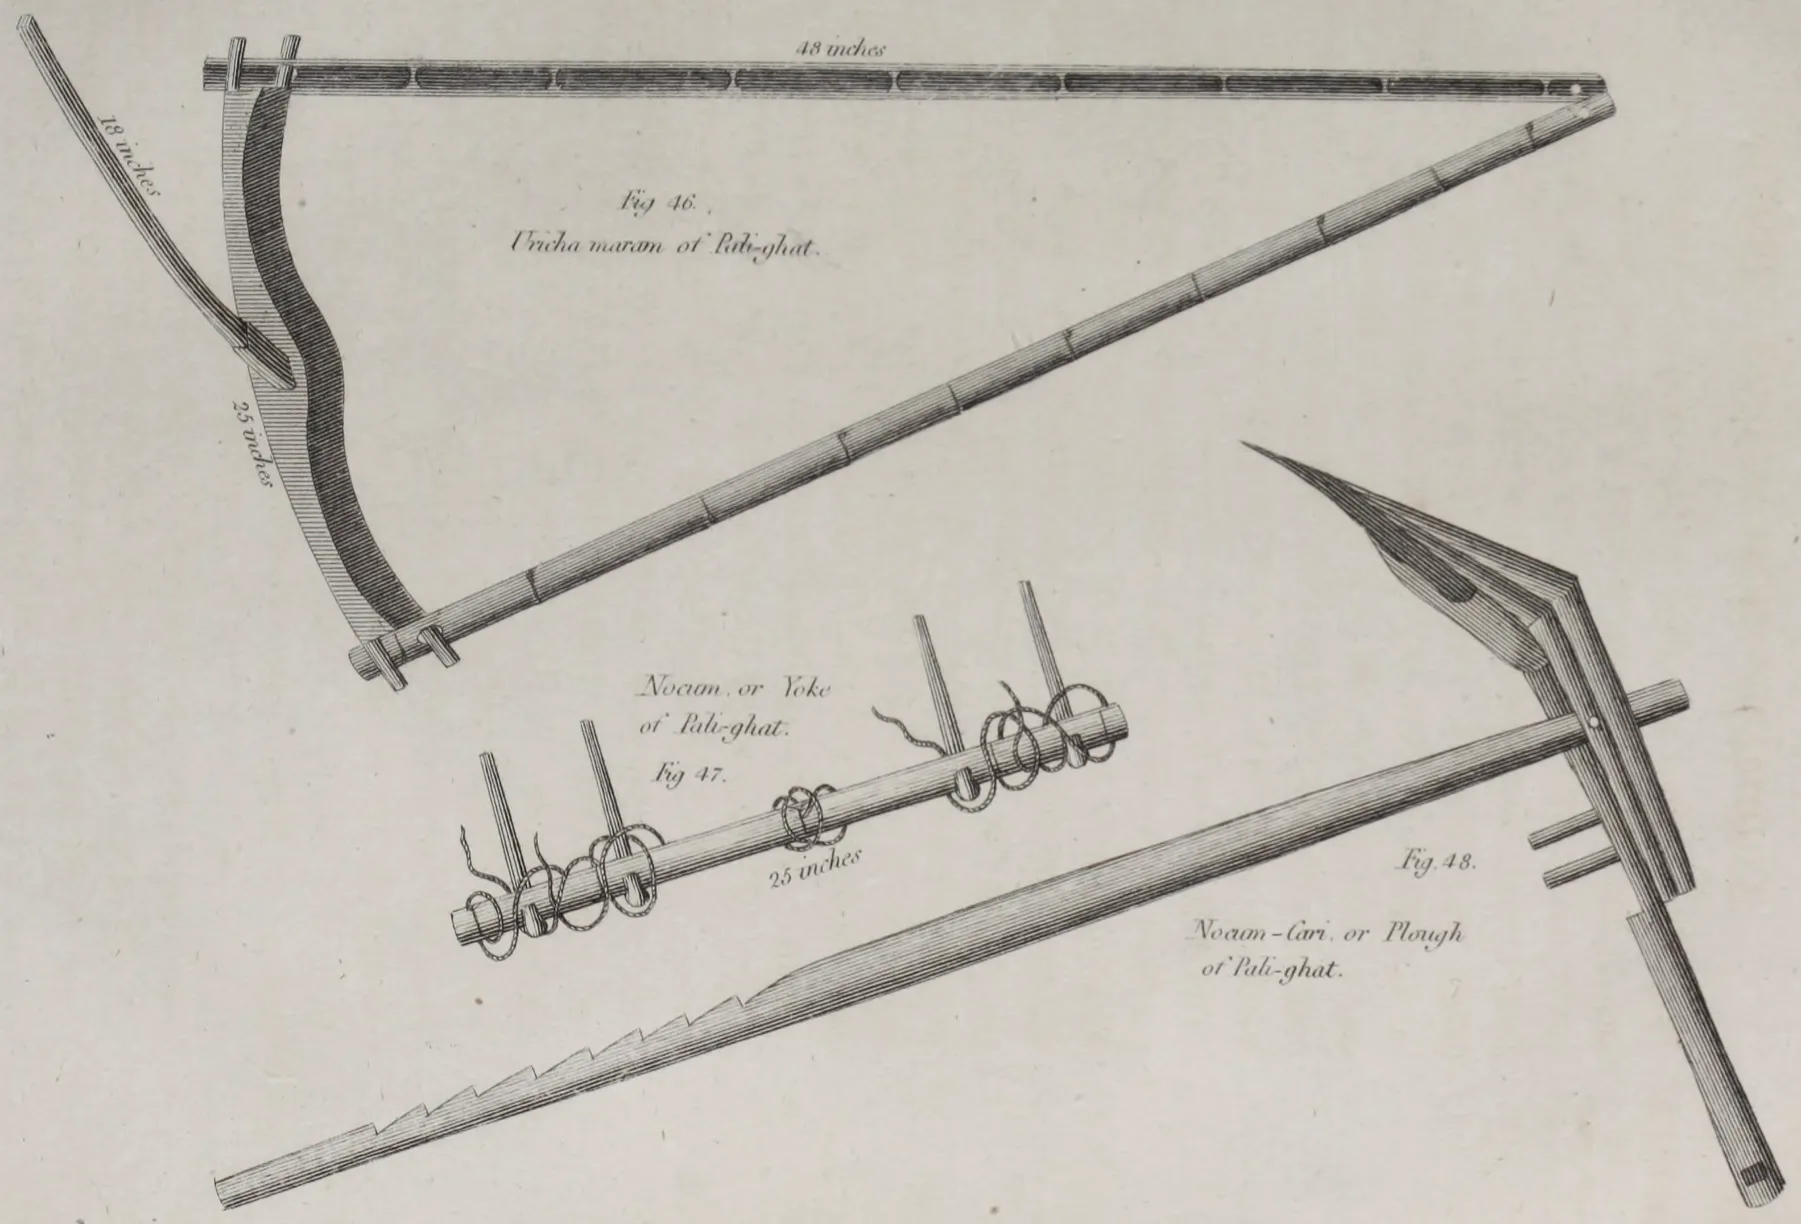 48 inches
18 inches
Fig 46.
Uricha maram of Pali-ghat.
25 inches
Nocum, or Yoke
of Pali-ghat.
Fig 47.
25 inches
Fig. 48.
Nocum-Cari, or Plough
of Pali-ghat.